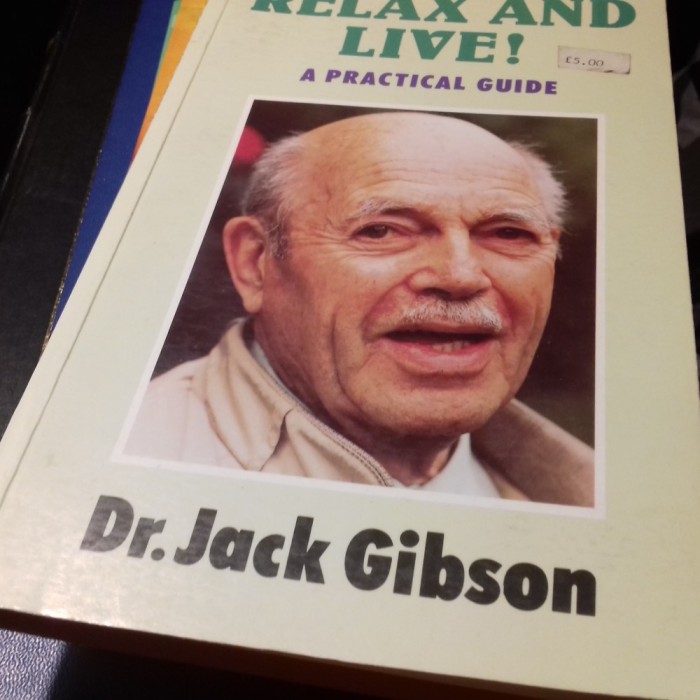 RELAX AND
LIVE!
£5.00
A PRACTICAL GUIDE
Dr. Jack Gibson